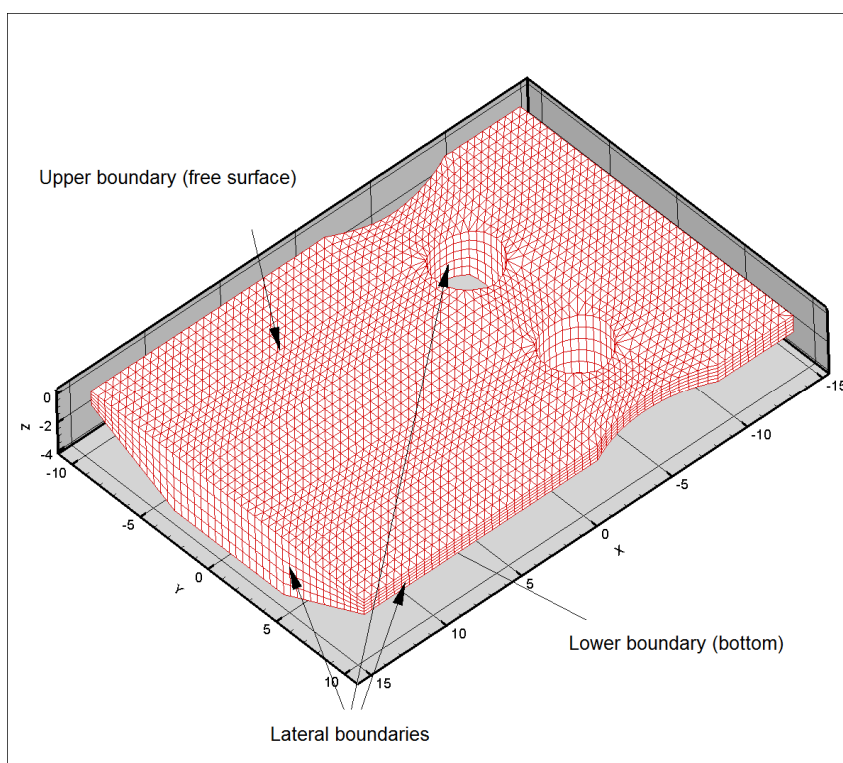 Upper boundary (free surface)
0
-2
-4
Z
-10
-5
0
5
10
Y
15
10
5
0
-5
-10
-15
X
Lower boundary (bottom)
Lateral boundaries